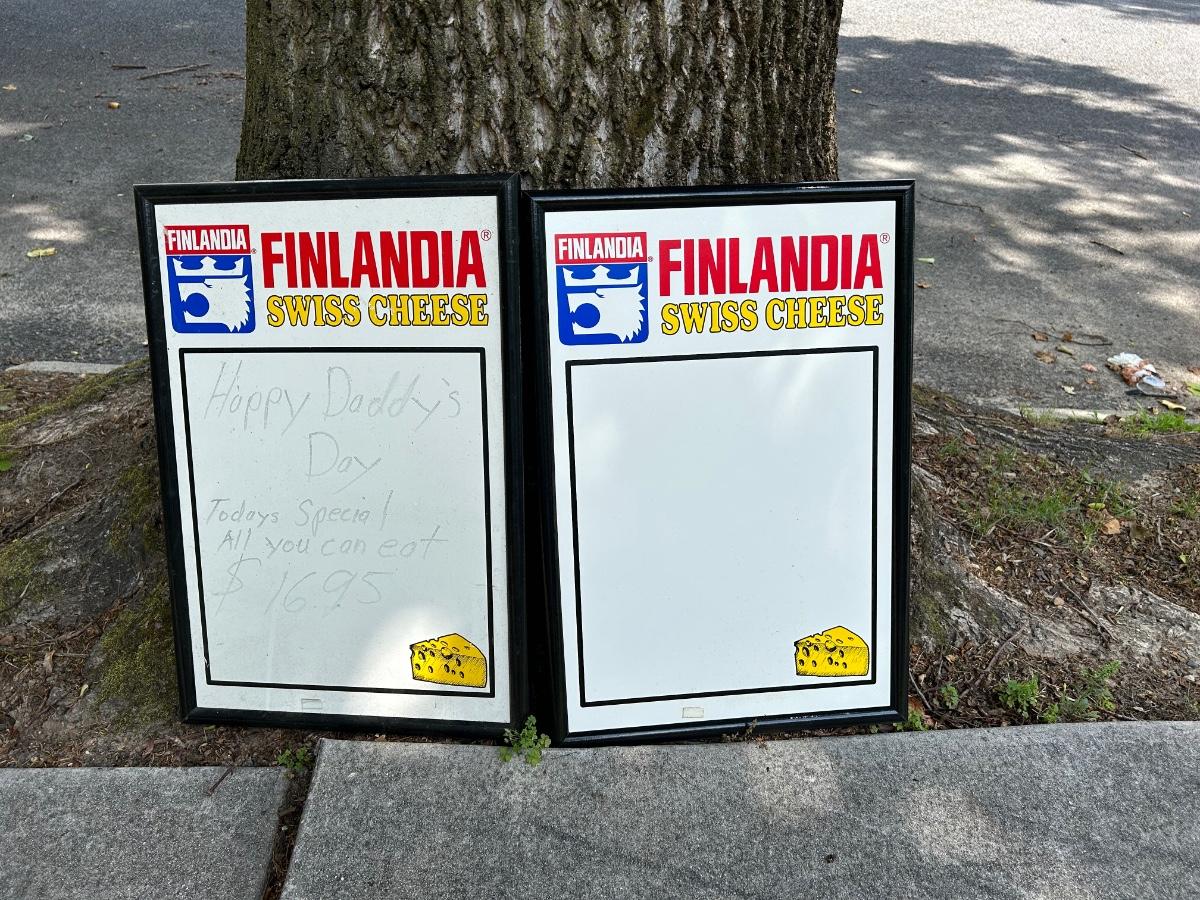 FINLANDIA
FINLANDIA®
SWISS CHEESE
Happy Daddy's
Day
Todays Special
All you can eat
$16.95
FINLANDIA
FINLANDIA®
SWISS CHEESE